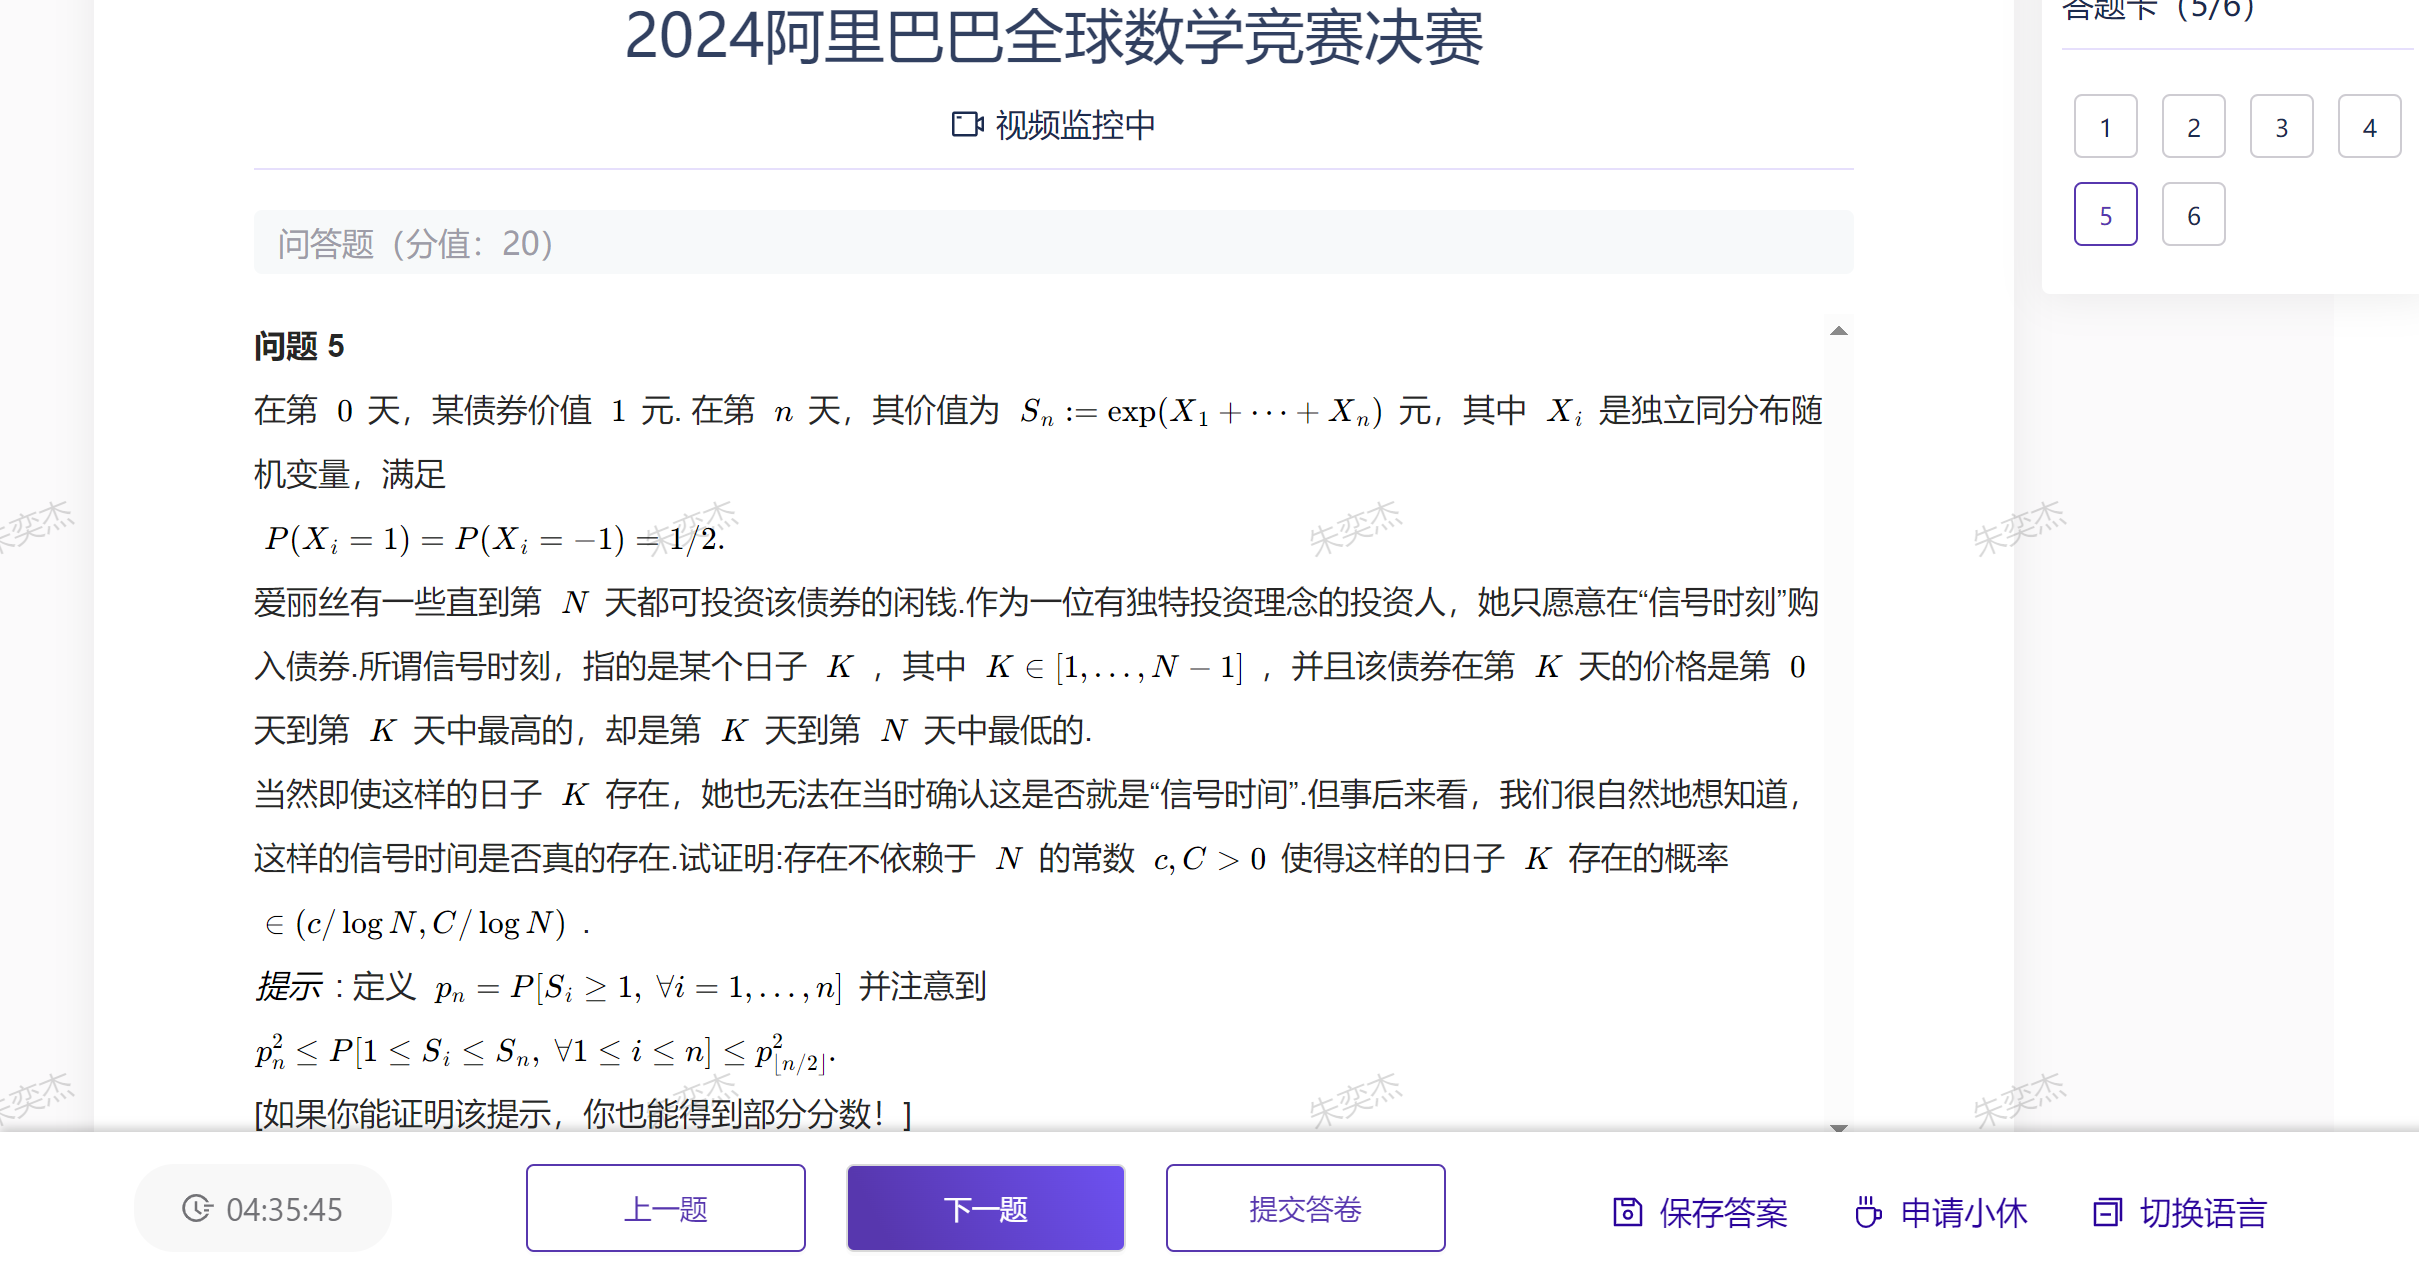 2024阿里巴巴全球数学竞赛决赛
视频监控中
答题卡（5/6）
1 2 3 4
5 6
问答题（分值：20）
问题 5
在第 0 天，某债券价值 1 元. 在第 n 天，其价值为 S_n := exp(X_1 + ⋯ + X_n) 元，其中 X_i 是独立同分布随
机变量，满足
P(X_i = 1) = P(X_i = −1) = 1/2.
爱丽丝有一些直到第 N 天都可投资该债券的闲钱.作为一位有独特投资理念的投资人，她只愿意在“信号时刻”购
入债券.所谓信号时刻，指的是某个日子 K ，其中 K ∈ [1, …, N − 1] ，并且该债券在第 K 天的价格是第 0
天到第 K 天中最高的，却是第 K 天到第 N 天中最低的.
当然即使这样的日子 K 存在，她也无法在当时确认这是否就是“信号时间”.但事后来看，我们很自然地想知道，
这样的信号时间是否真的存在.试证明:存在不依赖于 N 的常数 c, C > 0 使得这样的日子 K 存在的概率
∈ (c/ log N, C/ log N) .
提示 : 定义 p_n = P[S_i ≥ 1, ∀i = 1, …, n] 并注意到
p_n^2 ≤ P[1 ≤ S_i ≤ S_n, ∀1 ≤ i ≤ n] ≤ p_{⌊n/2⌋}^2.
[如果你能证明该提示，你也能得到部分分数！]
朱奕杰 朱奕杰 朱奕杰 朱奕杰
朱奕杰 朱奕杰 朱奕杰 朱奕杰
04:35:45
上一题
下一题
提交答卷
保存答案
申请小休
切换语言